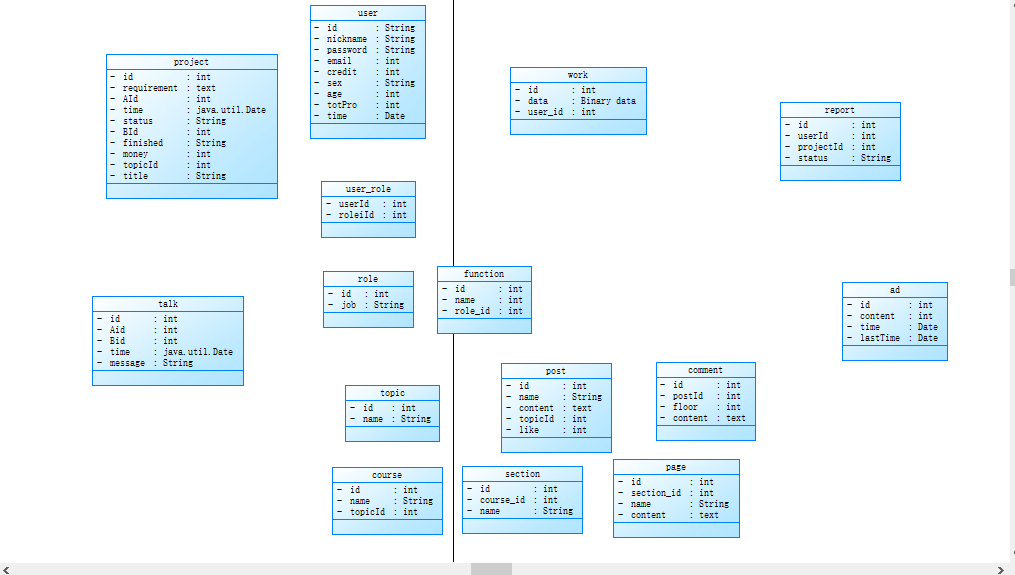 user
- id : String
- nickname : String
- password : String
- email : int
- credit : int
- sex : String
- age : int
- totPro : int
- time : Date
project
- id : int
- requirement : text
- AId : int
- time : java.util.Date
- status : String
- BId : int
- finished : String
- money : int
- topicId : int
- title : String
work
- id : int
- data : Binary data
- user_id : int
report
- id : int
- userId : int
- projectId : int
- status : String
user_role
- userId : int
- roleiId : int
role
- id : int
- job : String
function
- id : int
- name : int
- role_id : int
ad
- id : int
- content : int
- time : Date
- lastTime : Date
talk
- id : int
- Aid : int
- Bid : int
- time : java.util.Date
- message : String
topic
- id : int
- name : String
post
- id : int
- name : String
- content : text
- topicId : int
- like : int
comment
- id : int
- postId : int
- floor : int
- content : text
course
- id : int
- name : String
- topicId : int
section
- id : int
- course_id : int
- name : String
page
- id : int
- section_id : int
- name : String
- content : text